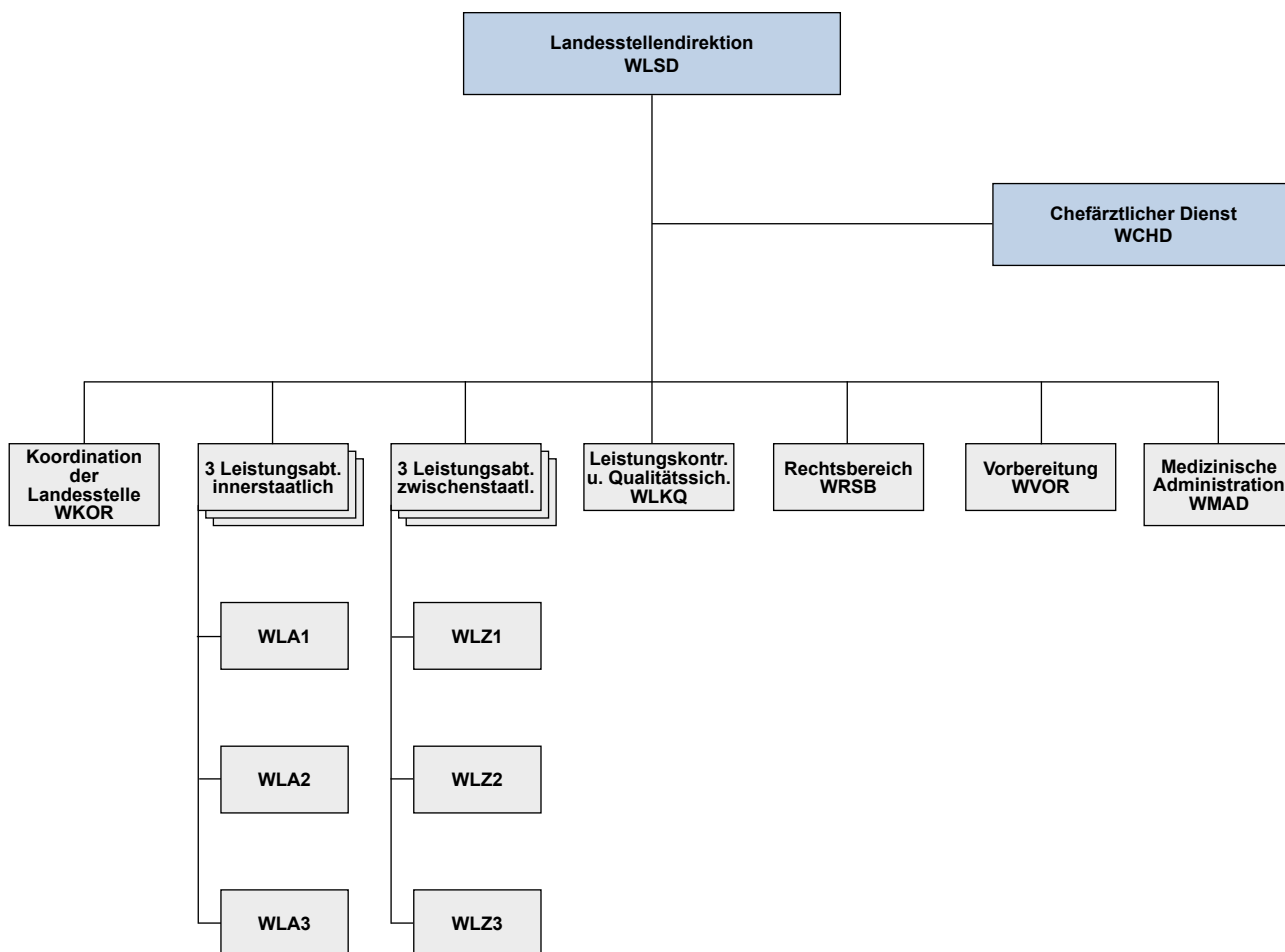 Landesstellendirektion
WLSD
Chefärztlicher Dienst
WCHD
Koordination
der
Landesstelle
WKOR
3 Leistungsabt.
innerstaatlich
3 Leistungsabt.
zwischenstaatl.
Leistungskontr.
u. Qualitätssich.
WLKQ
Rechtsbereich
WRSB
Vorbereitung
WVOR
Medizinische
Administration
WMAD
WLA1
WLZ1
WLA2
WLZ2
WLA3
WLZ3